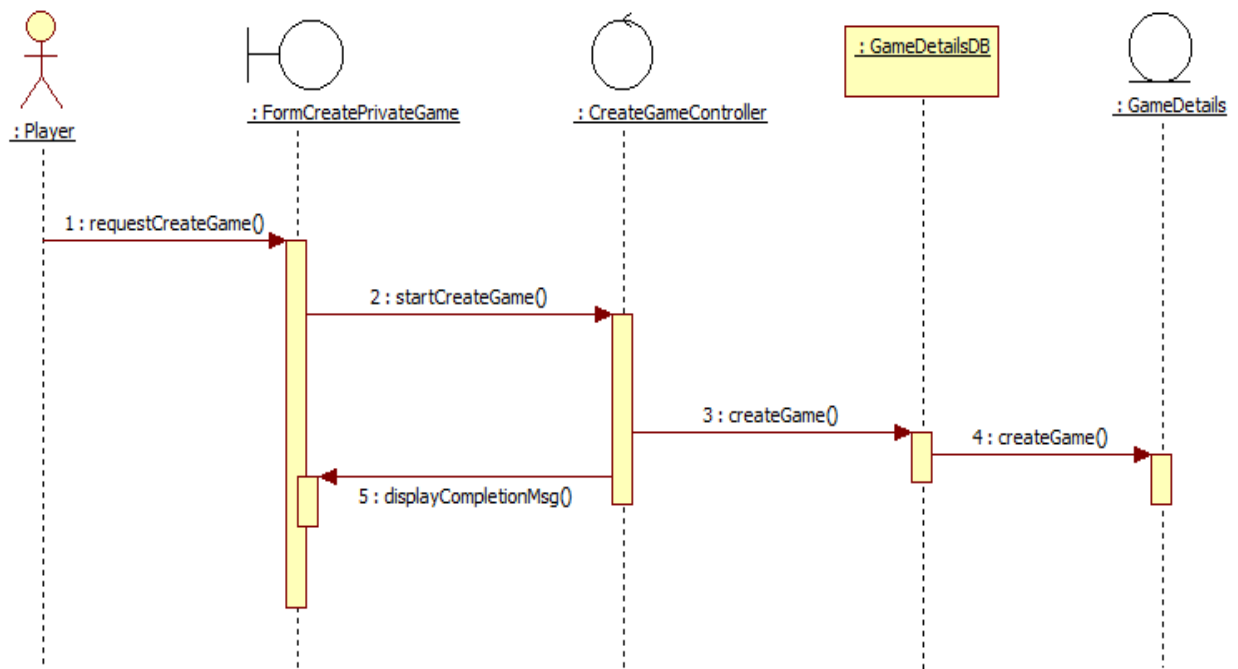 : Player
: FormCreatePrivateGame
: CreateGameController
: GameDetailsDB
: GameDetails
1 : requestCreateGame()
2 : startCreateGame()
3 : createGame()
4 : createGame()
5 : displayCompletionMsg()